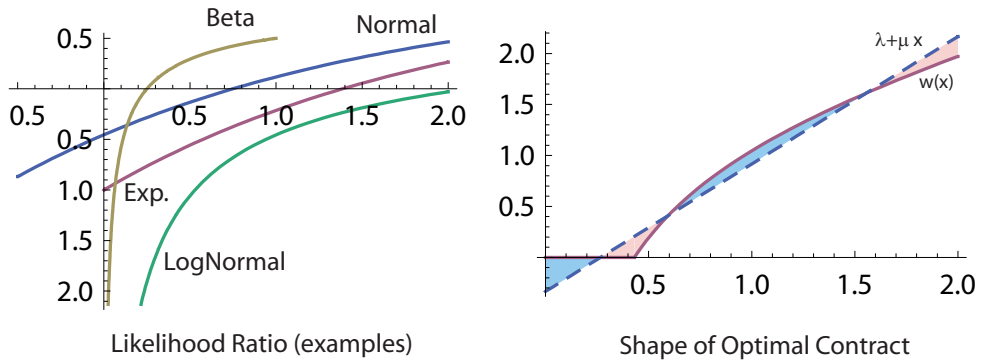 Beta
Normal
0.5
0.5
0.5
1.0
1.5
2.0
0.5
1.0
Exp.
1.5
LogNormal
2.0
Likelihood Ratio (examples)
2.0
λ+μ x
w(x)
1.5
1.0
0.5
0.5
1.0
1.5
2.0
Shape of Optimal Contract